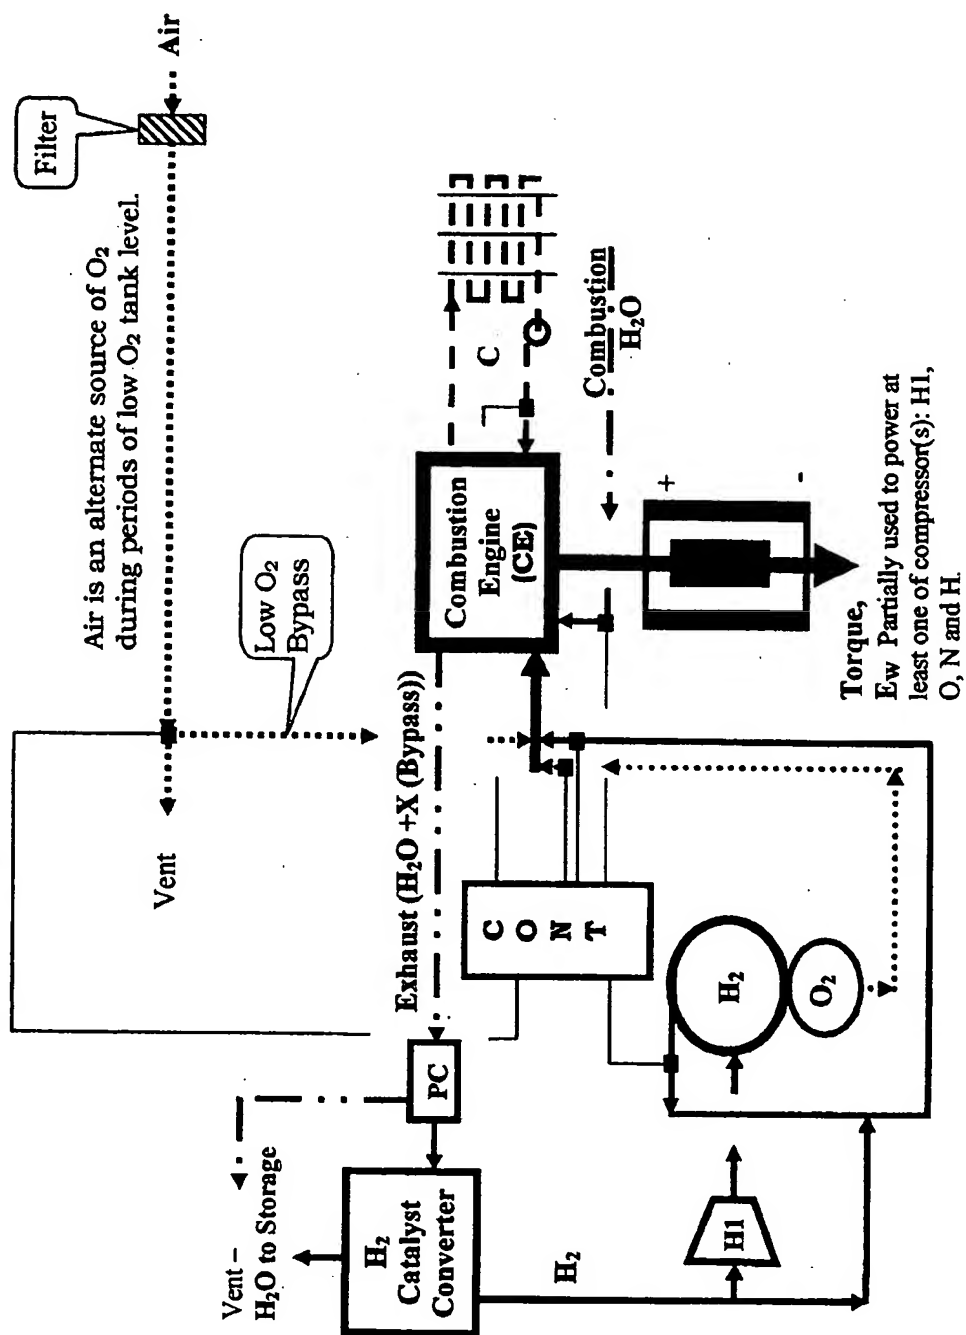 Air
Filter
Air is an alternate source of O₂
during periods of low O₂ tank level.
Low O₂
Bypass
Vent
C
Combustion
H₂O
Combustion
Engine
(CE)
+
-
Torque,
Ew Partially used to power at
least one of compressor(s): H1,
O, N and H.
Exhaust (H₂O +X (Bypass))
C
O
N
T
H₂
O₂
PC
Vent –
H₂O to Storage
H₂
Catalyst
Converter
H₂
H1